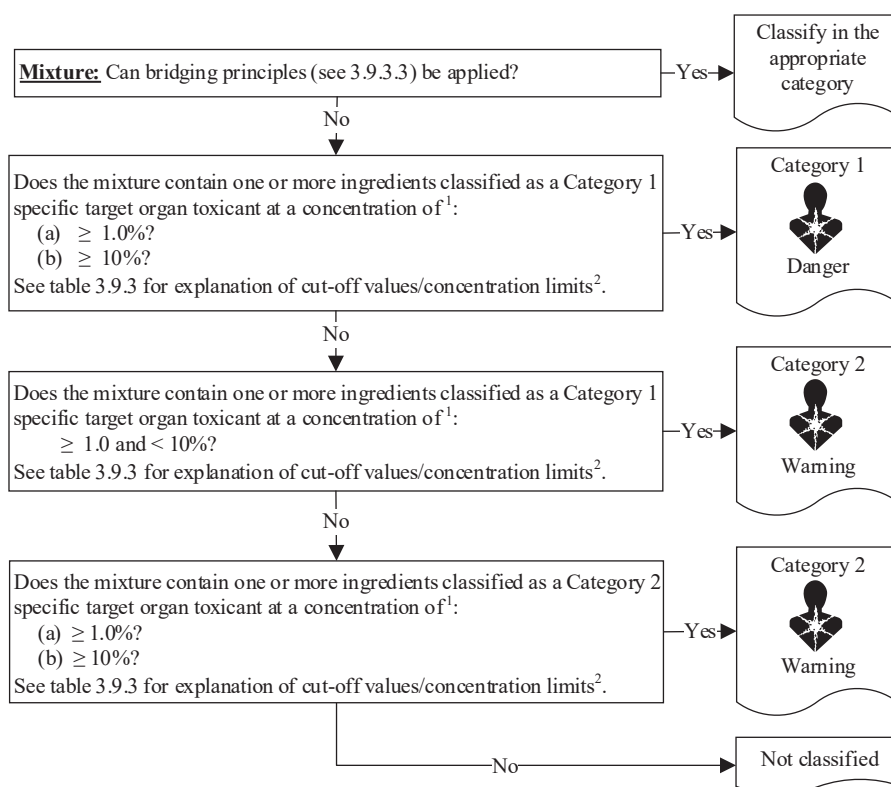 Mixture: Can bridging principles (see 3.9.3.3) be applied?
Yes
Classify in the
appropriate
category
No
Does the mixture contain one or more ingredients classified as a Category 1
specific target organ toxicant at a concentration of 1:
(a) ≥ 1.0%?
(b) ≥ 10%?
See table 3.9.3 for explanation of cut-off values/concentration limits2.
Yes
Category 1
Danger
No
Does the mixture contain one or more ingredients classified as a Category 1
specific target organ toxicant at a concentration of 1:
≥ 1.0 and < 10%?
See table 3.9.3 for explanation of cut-off values/concentration limits2.
Yes
Category 2
Warning
No
Does the mixture contain one or more ingredients classified as a Category 2
specific target organ toxicant at a concentration of 1:
(a) ≥ 1.0%?
(b) ≥ 10%?
See table 3.9.3 for explanation of cut-off values/concentration limits2.
Yes
Category 2
Warning
No
Not classified